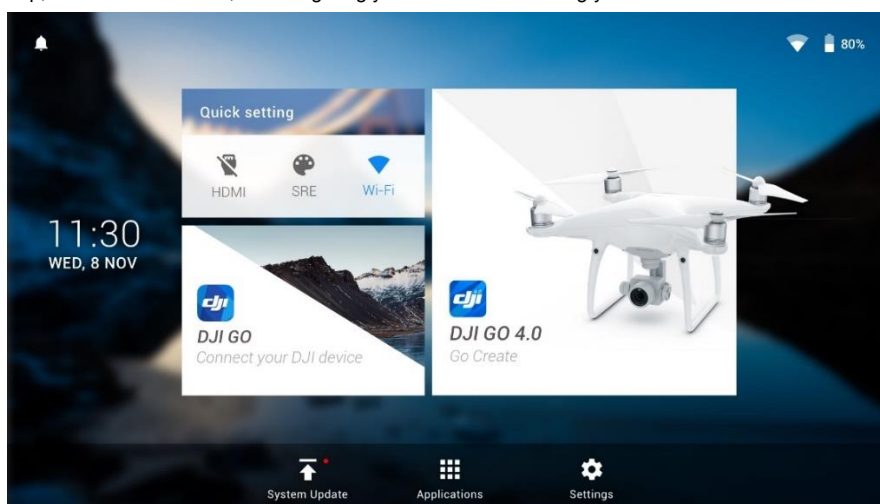 80%
Quick setting
HDMI
SRE
Wi-Fi
11:30
WED, 8 NOV
dji
DJI GO
Connect your DJI device
dji
DJI GO 4.0
Go Create
System Update
Applications
Settings